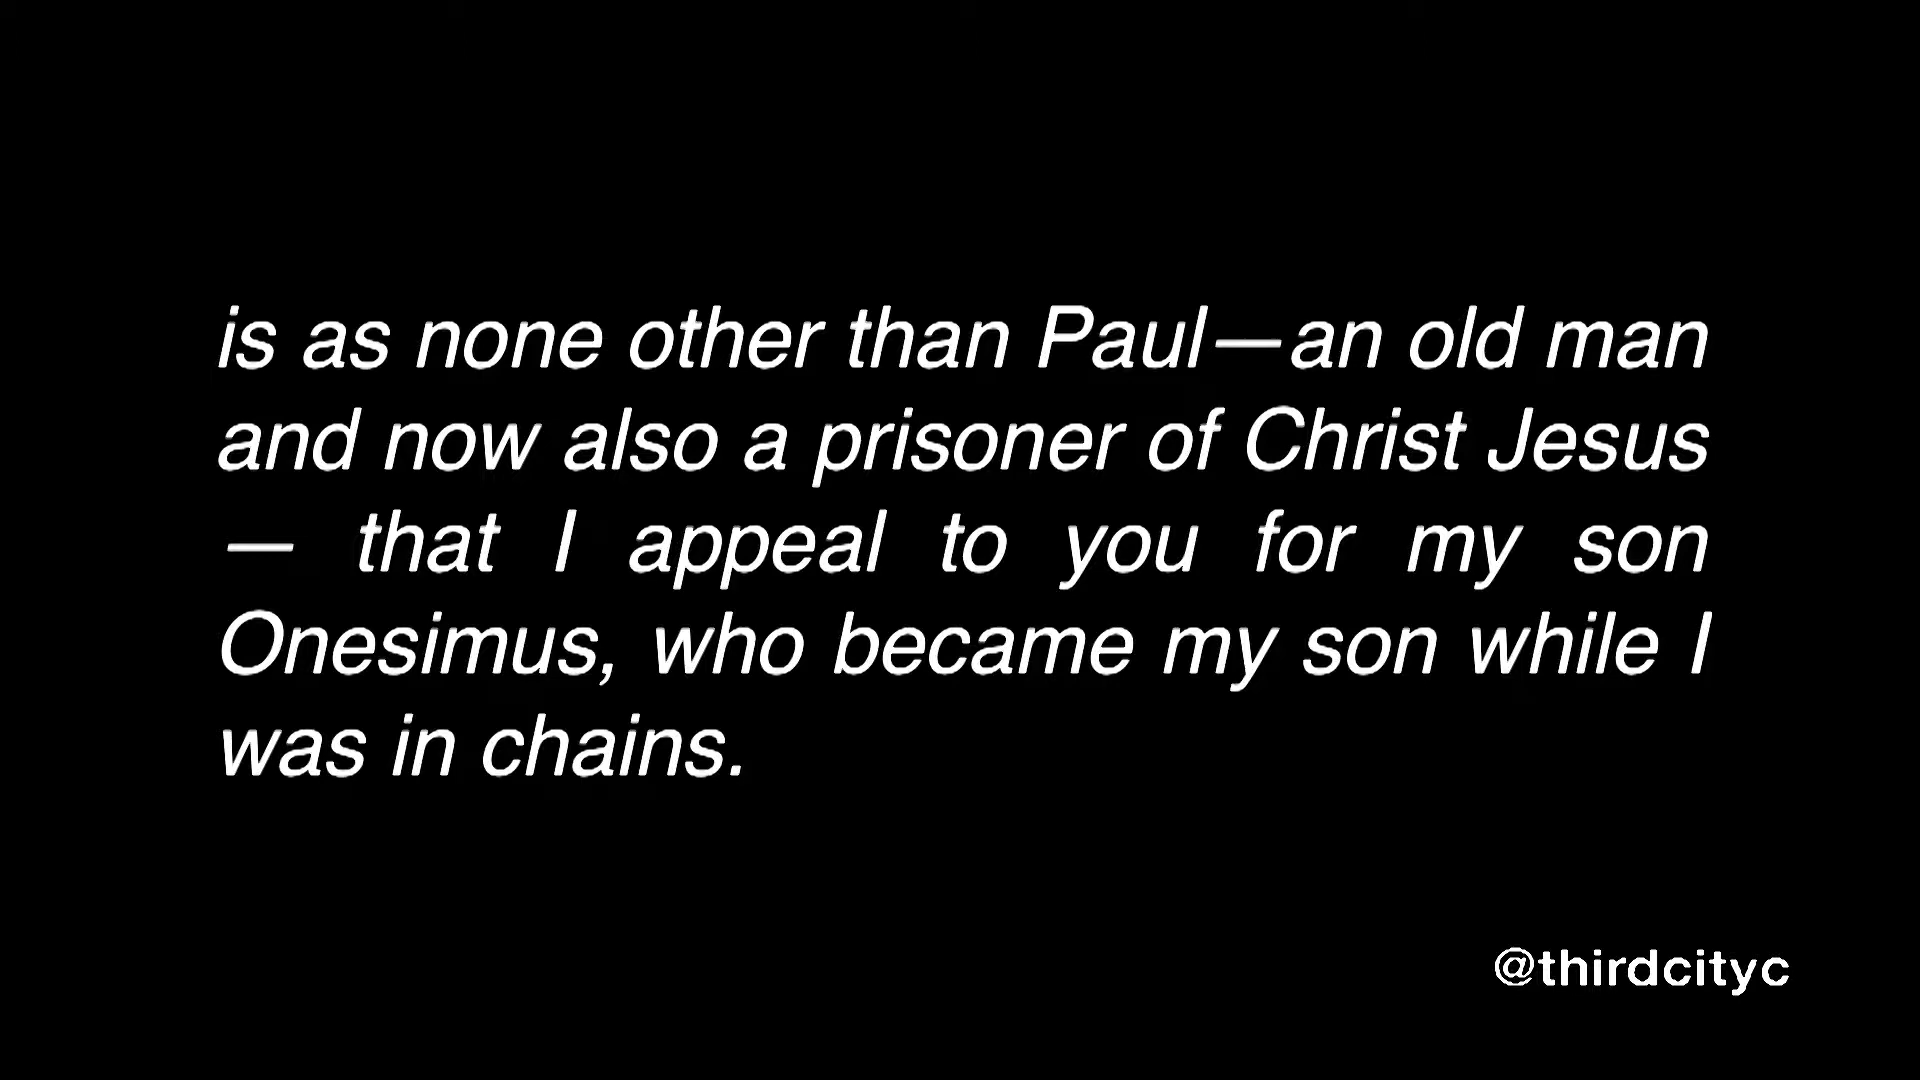 is as none other than Paul—an old man
and now also a prisoner of Christ Jesus
— that I appeal to you for my son
Onesimus, who became my son while I
was in chains.
@thirdcityc